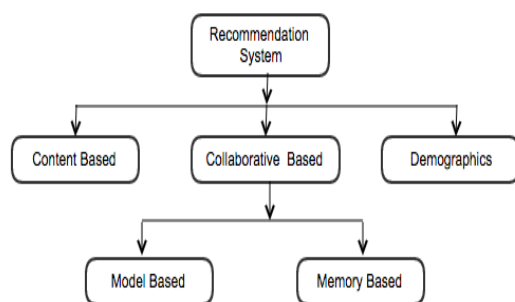 Recommendation
System
Content Based
Collaborative Based
Demographics
Model Based
Memory Based